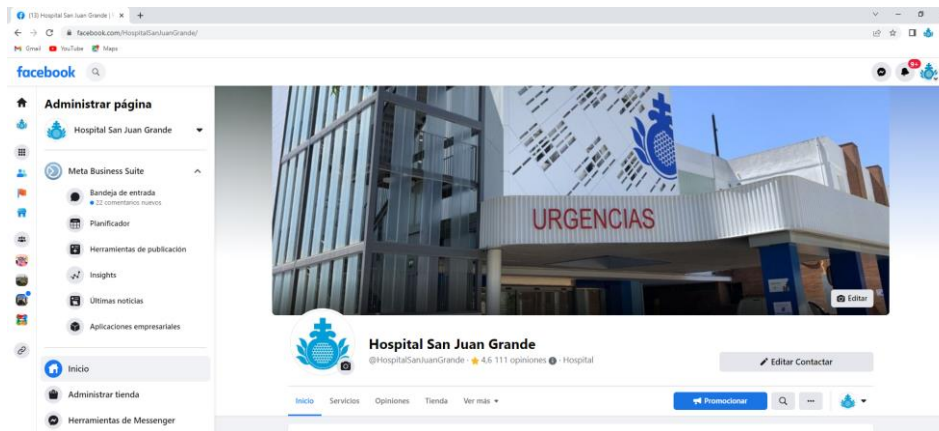 (13) Hospital San Juan Grande |
facebook.com/HospitalSanJuanGrande/
Gmail YouTube Maps
facebook
9+
Administrar página
Hospital San Juan Grande
Meta Business Suite
Bandeja de entrada
22 comentarios nuevos
Planificador
Herramientas de publicación
Insights
Últimas noticias
Aplicaciones empresariales
Inicio
Administrar tienda
Herramientas de Messenger
URGENCIAS
Editar
Hospital San Juan Grande
@HospitalSanJuanGrande · 4,6 111 opiniones · Hospital
Editar Contactar
Inicio Servicios Opiniones Tienda Ver más
Promocionar